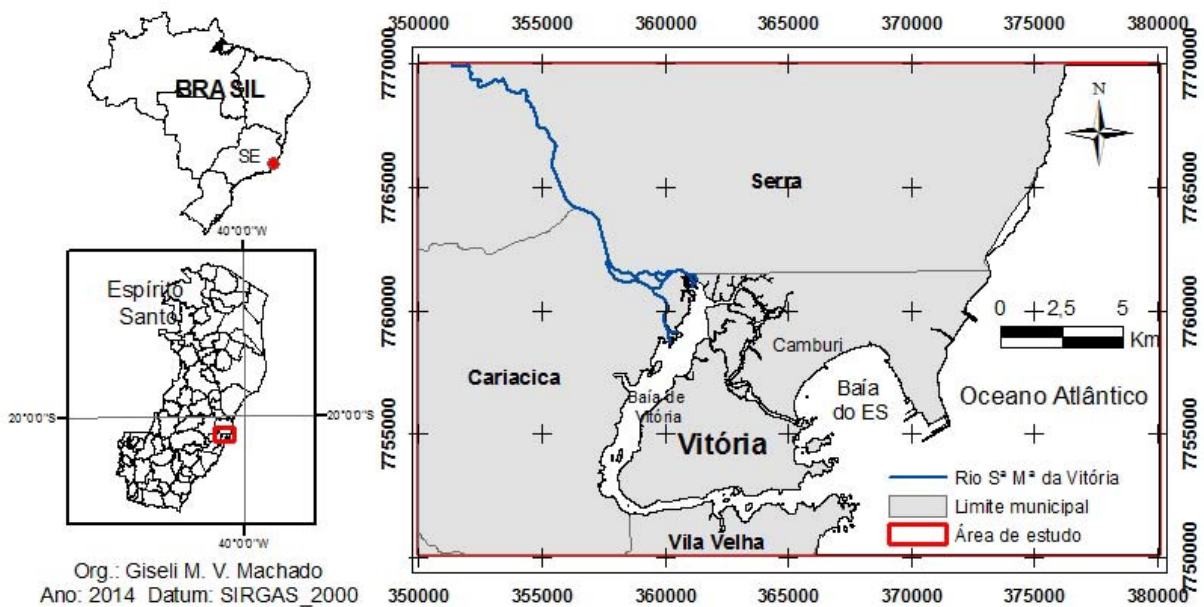 BRASIL
SE
40°0'0"W
Espírito
Santo
20°0'0"S
20°0'0"S
40°0'0"W
Org.: Giseli M. V. Machado
Ano: 2014 Datum: SIRGAS_2000
350000 355000 360000 365000 370000 375000 380000
7770000
7765000
7760000
7755000
7750000
7770000
7765000
7760000
7755000
7750000
N
Serra
0 2,5 5
Km
Camburi
Cariacica
Baía de
Vitória
Baía
do ES
Oceano Atlântico
Vitória
Vila Velha
Rio Sª Mª da Vitória
Limite municipal
Área de estudo
350000 355000 360000 365000 370000 375000 380000